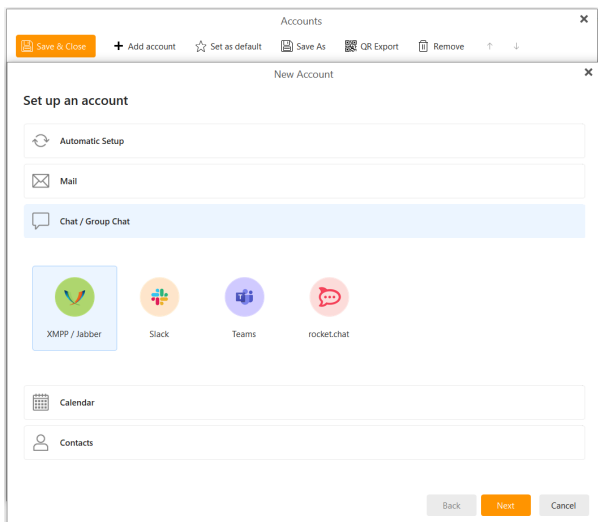 Accounts
Save & Close Add account Set as default Save As QR Export Remove
New Account
Set up an account
Automatic Setup
Mail
Chat / Group Chat
XMPP / Jabber Slack Teams rocket.chat
Calendar
Contacts
Back Next Cancel